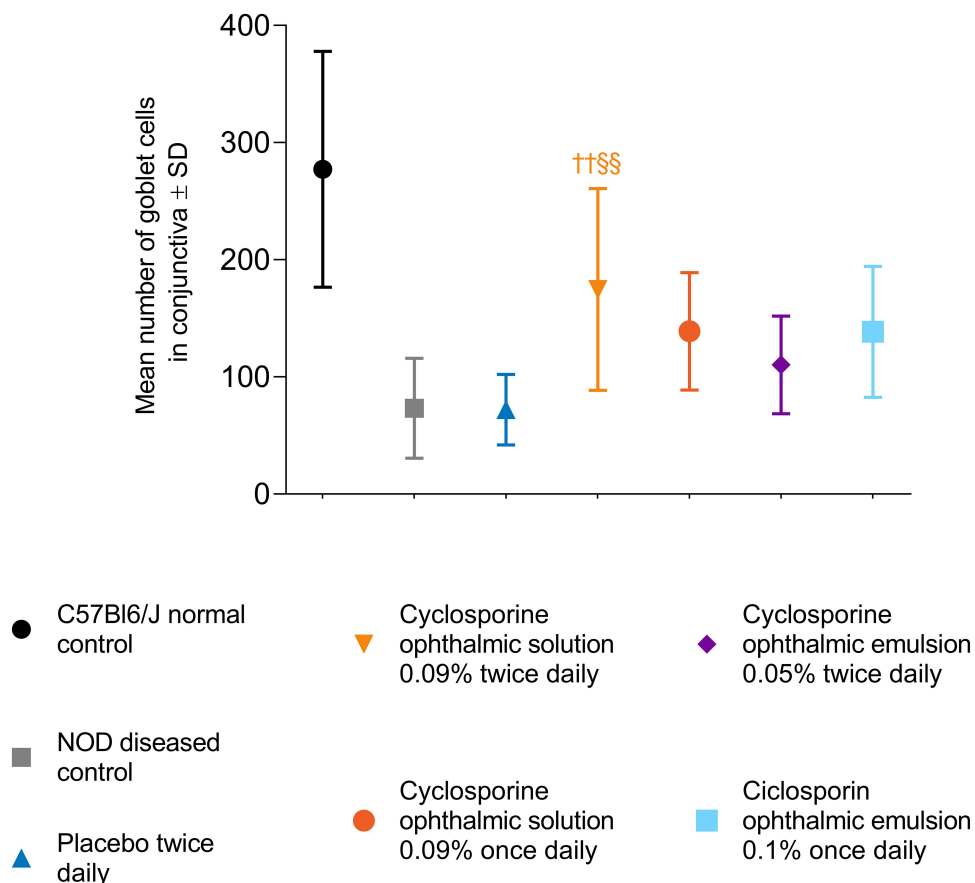 400
300
200
100
0
Mean number of goblet cells
in conjunctiva ± SD
††§§
C57Bl6/J normal
control
NOD diseased
control
Placebo twice
daily
Cyclosporine
ophthalmic solution
0.09% twice daily
Cyclosporine
ophthalmic solution
0.09% once daily
Cyclosporine
ophthalmic emulsion
0.05% twice daily
Ciclosporin
ophthalmic emulsion
0.1% once daily